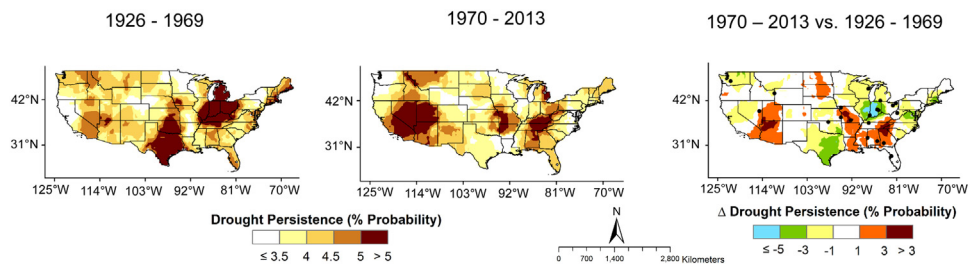 1926 - 1969
1970 - 2013
1970 – 2013 vs. 1926 - 1969
42°N
31°N
125°W 114°W 103°W 92°W 81°W 70°W
42°N
31°N
125°W 114°W 103°W 92°W 81°W 70°W
42°N
31°N
125°W 114°W 103°W 92°W 81°W 70°W
Drought Persistence (% Probability)
≤ 3.5 4 4.5 5 > 5
N
0 700 1,400 2,800 Kilometers
Δ Drought Persistence (% Probability)
≤ -5 -3 -1 1 3 > 3